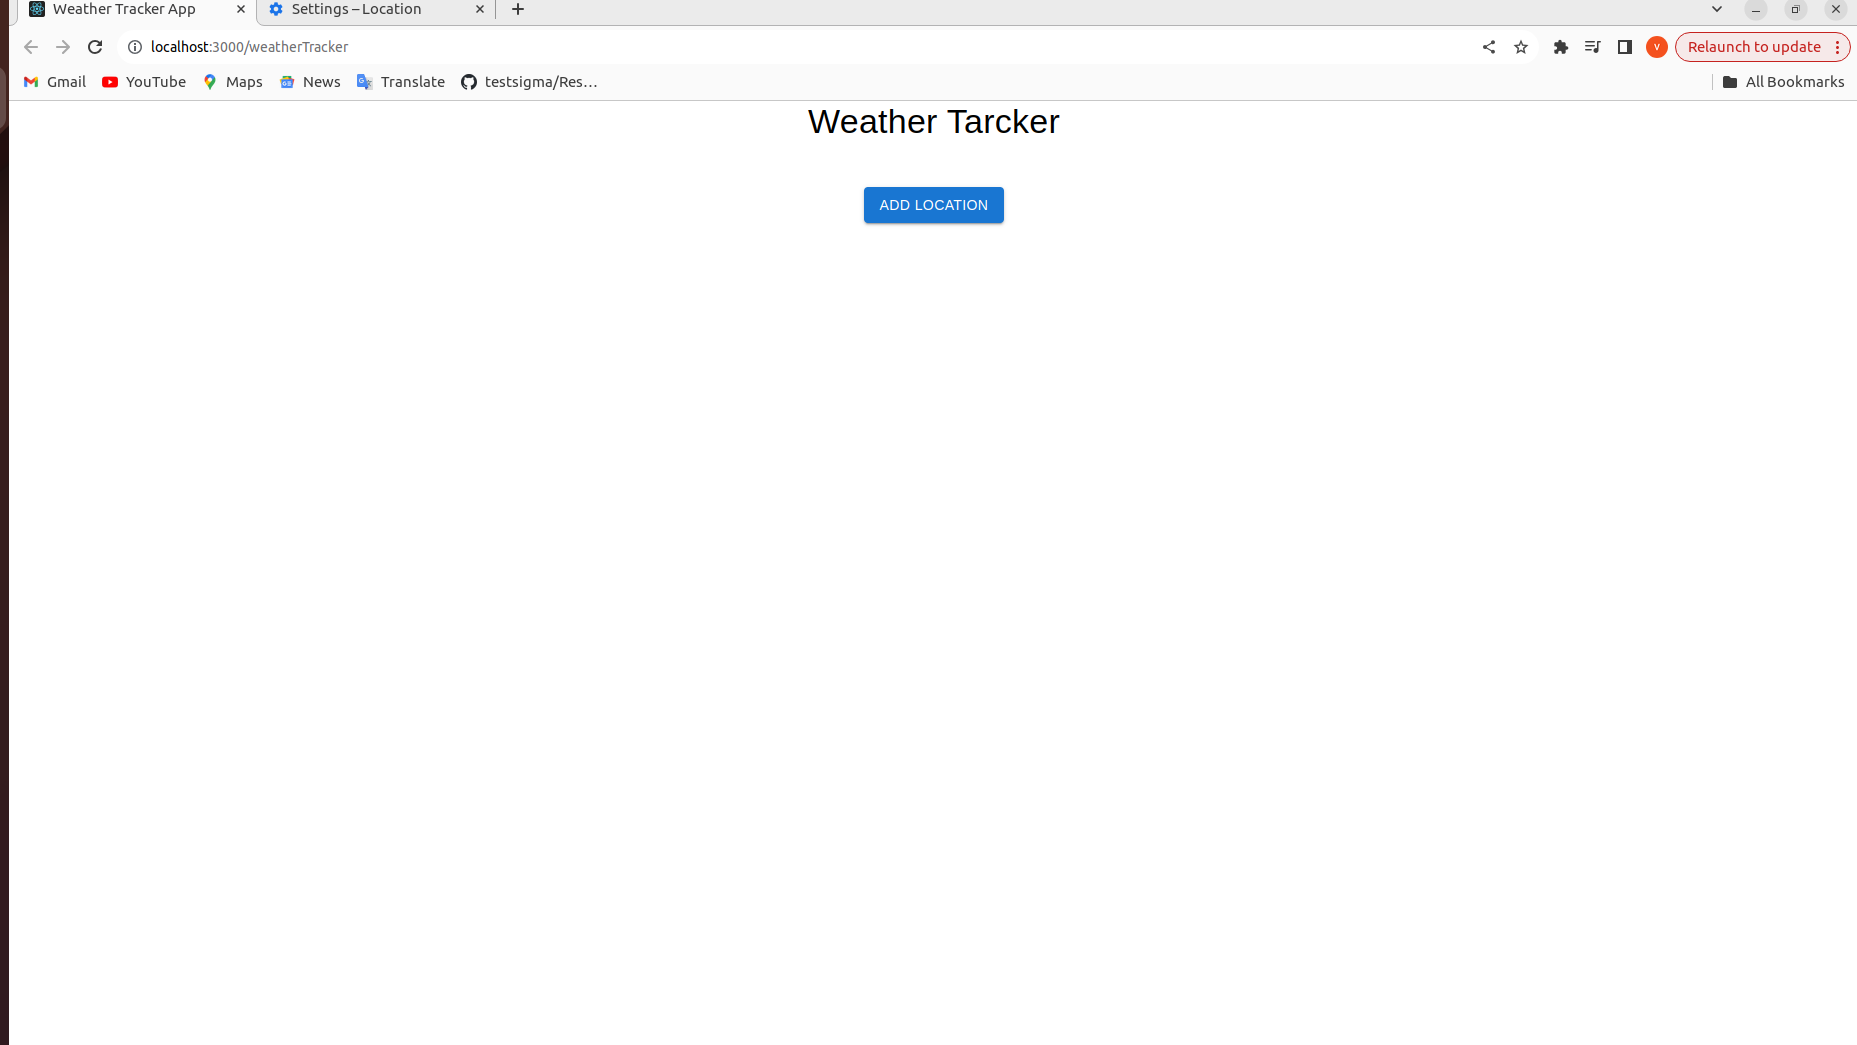 Weather Tracker App
Settings – Location
localhost:3000/weatherTracker
V
Relaunch to update
Gmail
YouTube
Maps
News
Translate
testsigma/Res…
All Bookmarks
Weather Tarcker
ADD LOCATION